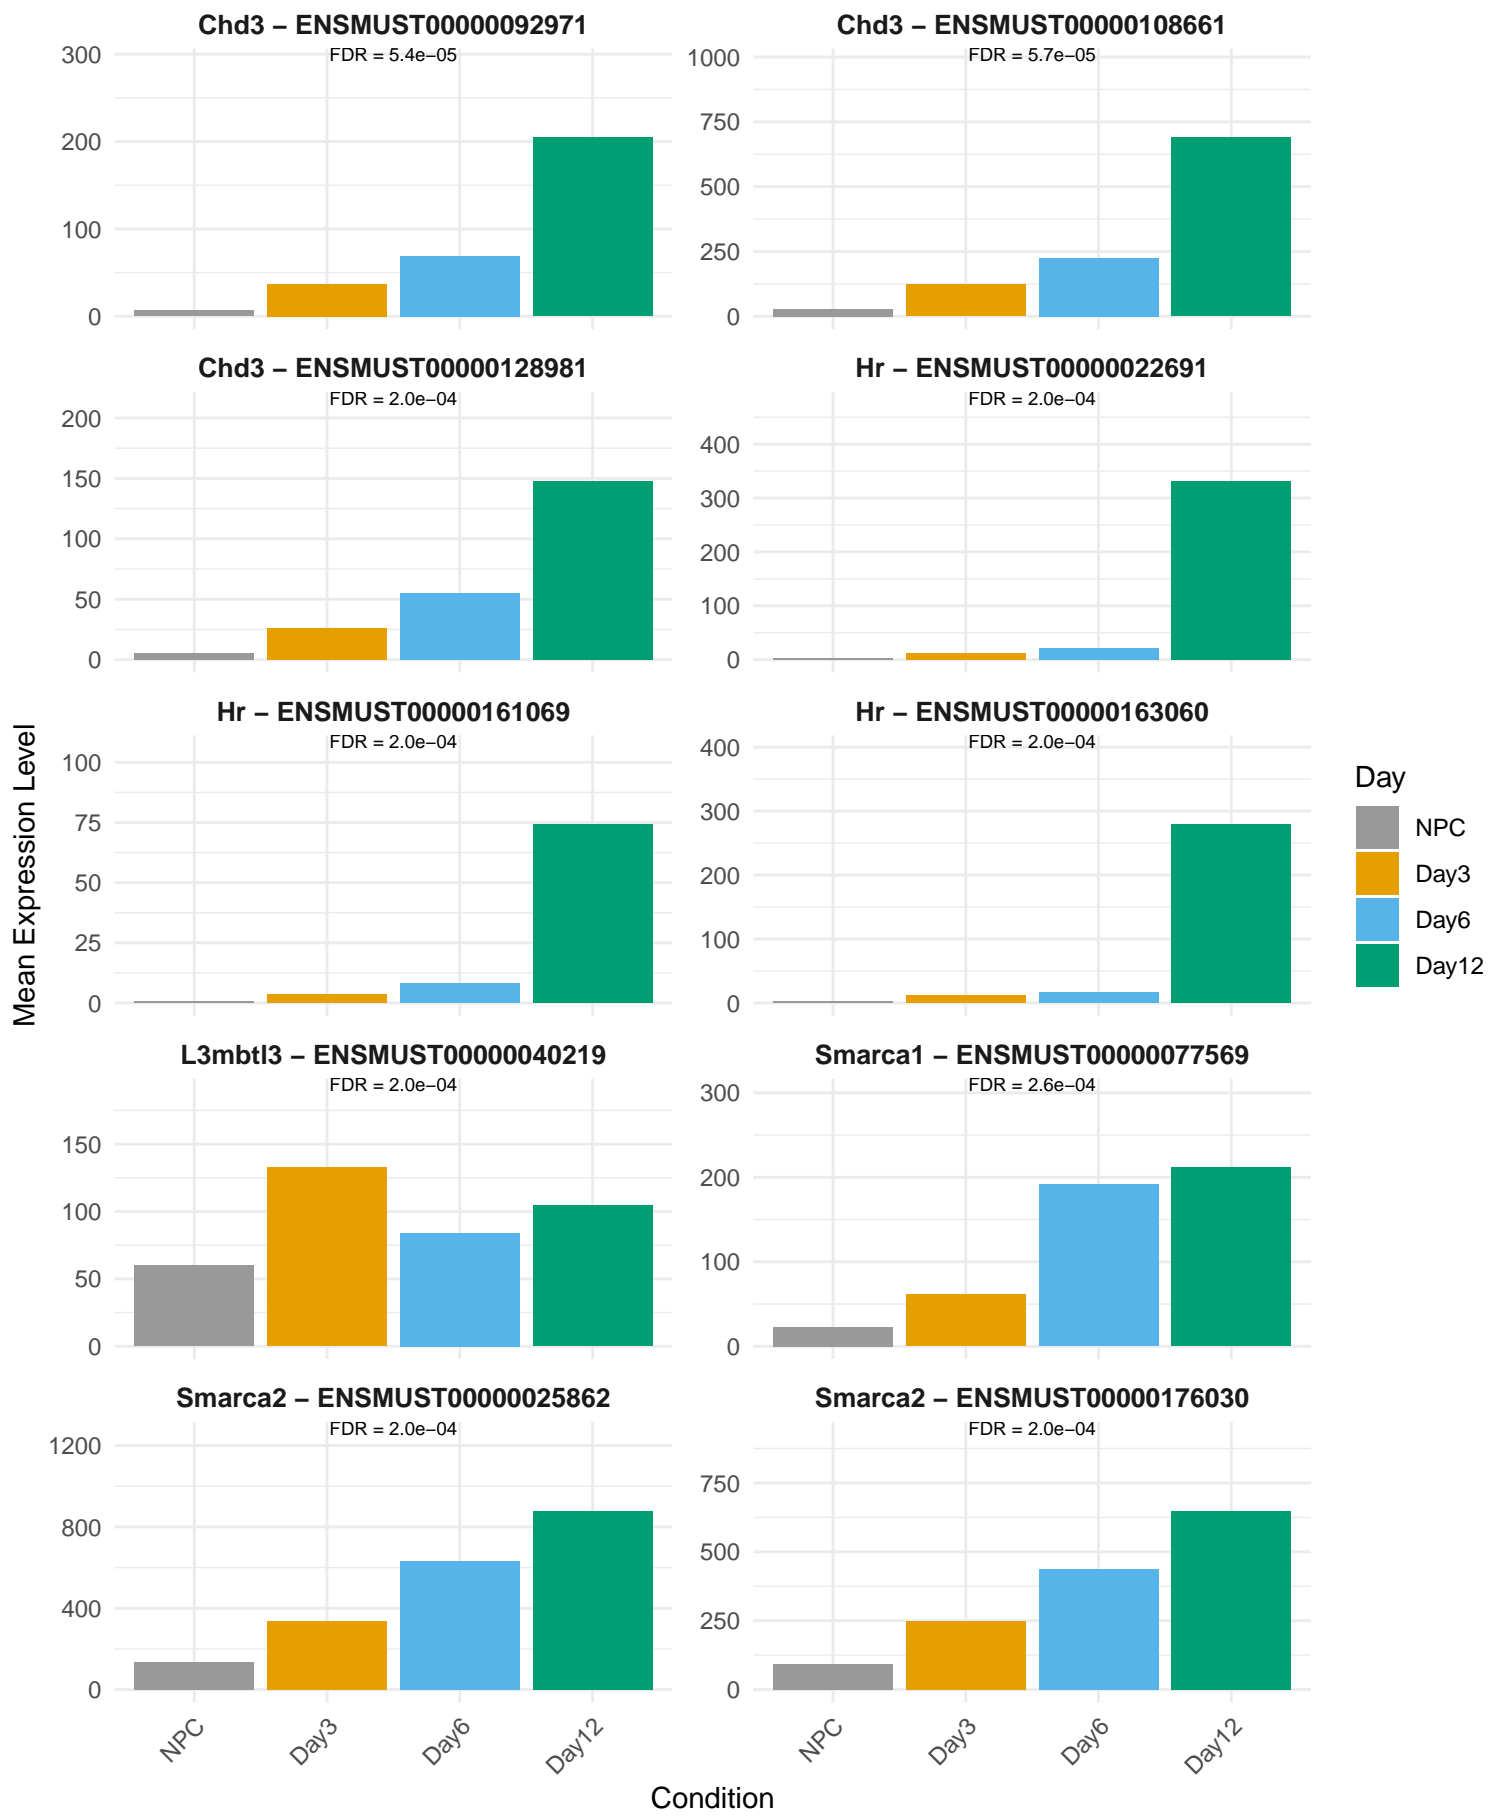 Chd3 – ENSMUST00000092971
FDR = 5.4e−05
300
200
100
0
Chd3 – ENSMUST00000108661
FDR = 5.7e−05
1000
750
500
250
0
Chd3 – ENSMUST00000128981
FDR = 2.0e−04
200
150
100
50
0
Hr – ENSMUST00000022691
FDR = 2.0e−04
400
300
200
100
0
Hr – ENSMUST00000161069
FDR = 2.0e−04
100
75
50
25
0
Hr – ENSMUST00000163060
FDR = 2.0e−04
400
300
200
100
0
L3mbtl3 – ENSMUST00000040219
FDR = 2.0e−04
150
100
50
0
Smarca1 – ENSMUST00000077569
FDR = 2.6e−04
300
200
100
0
Smarca2 – ENSMUST00000025862
FDR = 2.0e−04
1200
800
400
0
Smarca2 – ENSMUST00000176030
FDR = 2.0e−04
750
500
250
0
NPC
Day3
Day6
Day12
NPC
Day3
Day6
Day12
Condition
Mean Expression Level
Day
NPC
Day3
Day6
Day12